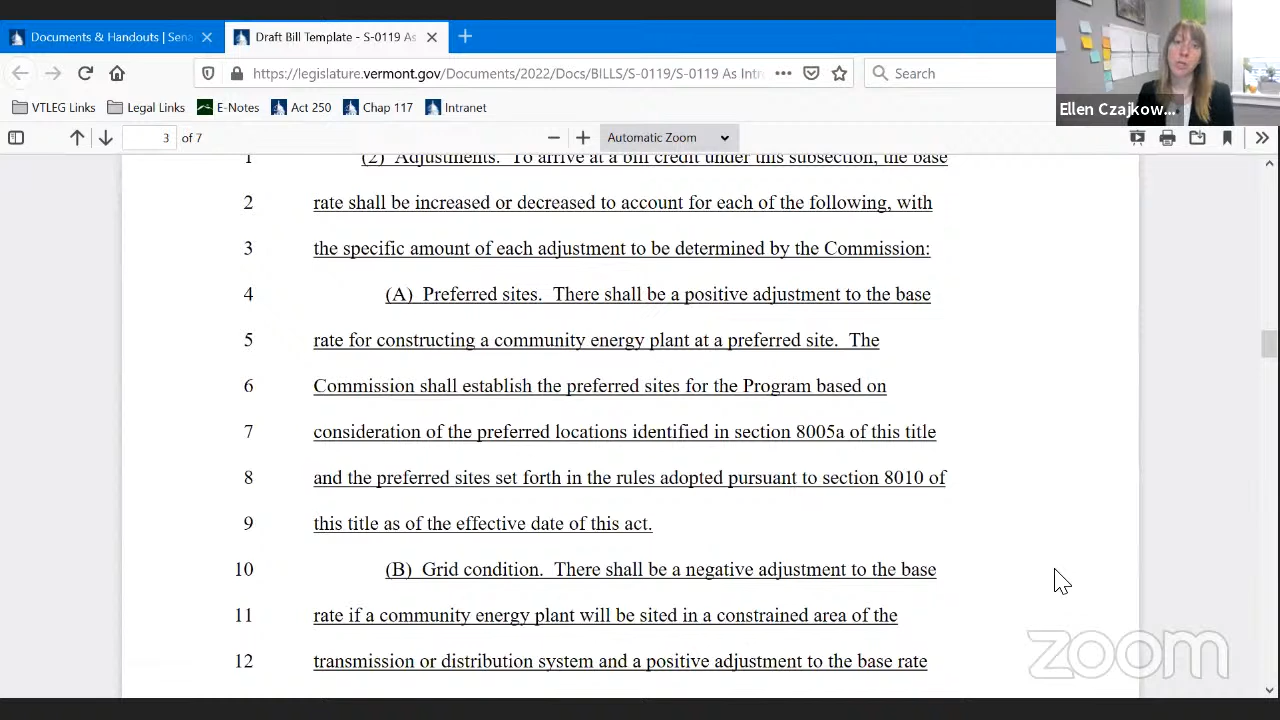 Documents & Handouts | Sena
Draft Bill Template - S-0119 As
https://legislature.vermont.gov/Documents/2022/Docs/BILLS/S-0119/S-0119 As Intr
Search
VTLEG Links
Legal Links
E-Notes
Act 250
Chap 117
Intranet
Ellen Czajkow...
3 of 7
Automatic Zoom
1 (2) Adjustments. To arrive at a bill credit under this subsection, the base
2 rate shall be increased or decreased to account for each of the following, with
3 the specific amount of each adjustment to be determined by the Commission:
4 (A) Preferred sites. There shall be a positive adjustment to the base
5 rate for constructing a community energy plant at a preferred site. The
6 Commission shall establish the preferred sites for the Program based on
7 consideration of the preferred locations identified in section 8005a of this title
8 and the preferred sites set forth in the rules adopted pursuant to section 8010 of
9 this title as of the effective date of this act.
10 (B) Grid condition. There shall be a negative adjustment to the base
11 rate if a community energy plant will be sited in a constrained area of the
12 transmission or distribution system and a positive adjustment to the base rate
zoom